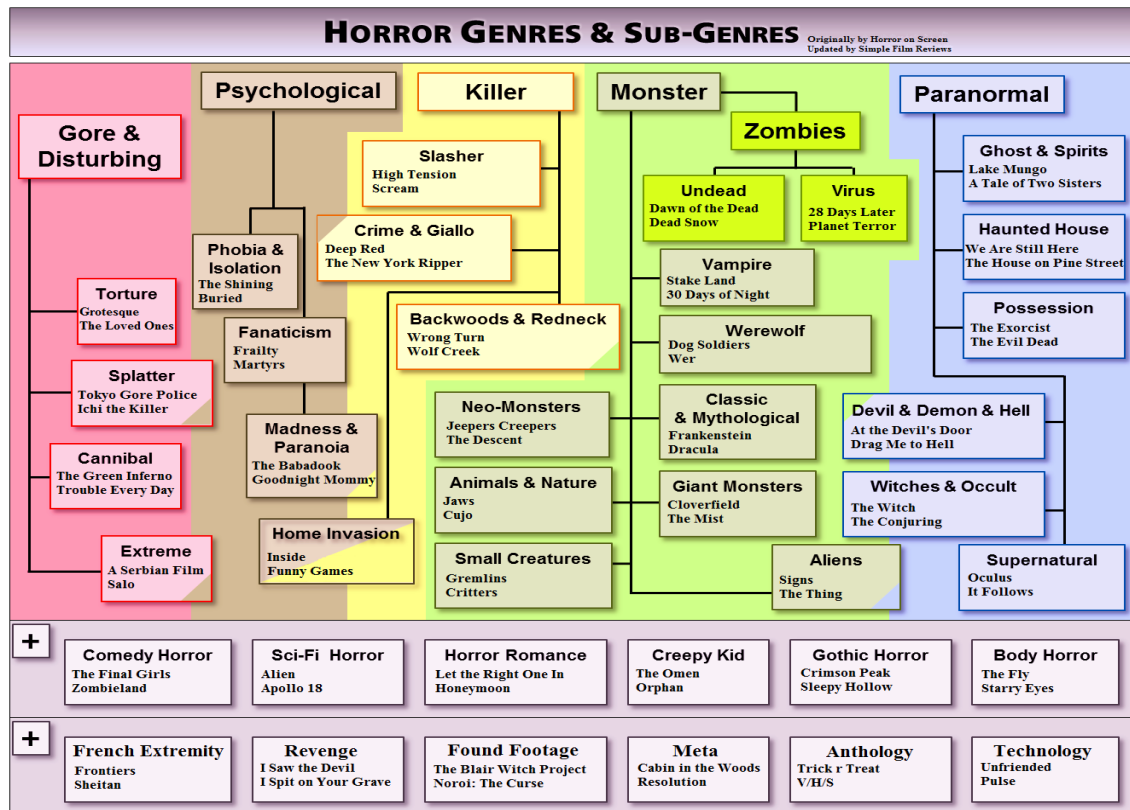 HORROR GENRES & SUB-GENRES
Originally by Horror on Screen
Updated by Simple Film Reviews
Gore &
Disturbing
Torture
Grotesque
The Loved Ones
Splatter
Tokyo Gore Police
Ichi the Killer
Cannibal
The Green Inferno
Trouble Every Day
Extreme
A Serbian Film
Salo
Psychological
Phobia &
Isolation
The Shining
Buried
Fanaticism
Frailty
Martyrs
Madness &
Paranoia
The Babadook
Goodnight Mommy
Killer
Slasher
High Tension
Scream
Crime & Giallo
Deep Red
The New York Ripper
Backwoods & Redneck
Wrong Turn
Wolf Creek
Home Invasion
Inside
Funny Games
Monster
Zombies
Undead
Dawn of the Dead
Dead Snow
Virus
28 Days Later
Planet Terror
Vampire
Stake Land
30 Days of Night
Werewolf
Dog Soldiers
Wer
Neo-Monsters
Jeepers Creepers
The Descent
Classic
& Mythological
Frankenstein
Dracula
Animals & Nature
Jaws
Cujo
Giant Monsters
Cloverfield
The Mist
Small Creatures
Gremlins
Critters
Aliens
Signs
The Thing
Paranormal
Ghost & Spirits
Lake Mungo
A Tale of Two Sisters
Haunted House
We Are Still Here
The House on Pine Street
Possession
The Exorcist
The Evil Dead
Devil & Demon & Hell
At the Devil's Door
Drag Me to Hell
Witches & Occult
The Witch
The Conjuring
Supernatural
Oculus
It Follows
+
Comedy Horror
The Final Girls
Zombieland
Sci-Fi Horror
Alien
Apollo 18
Horror Romance
Let the Right One In
Honeymoon
Creepy Kid
The Omen
Orphan
Gothic Horror
Crimson Peak
Sleepy Hollow
Body Horror
The Fly
Starry Eyes
+
French Extremity
Frontiers
Sheitan
Revenge
I Saw the Devil
I Spit on Your Grave
Found Footage
The Blair Witch Project
Noroi: The Curse
Meta
Cabin in the Woods
Resolution
Anthology
Trick r Treat
V/H/S
Technology
Unfriended
Pulse